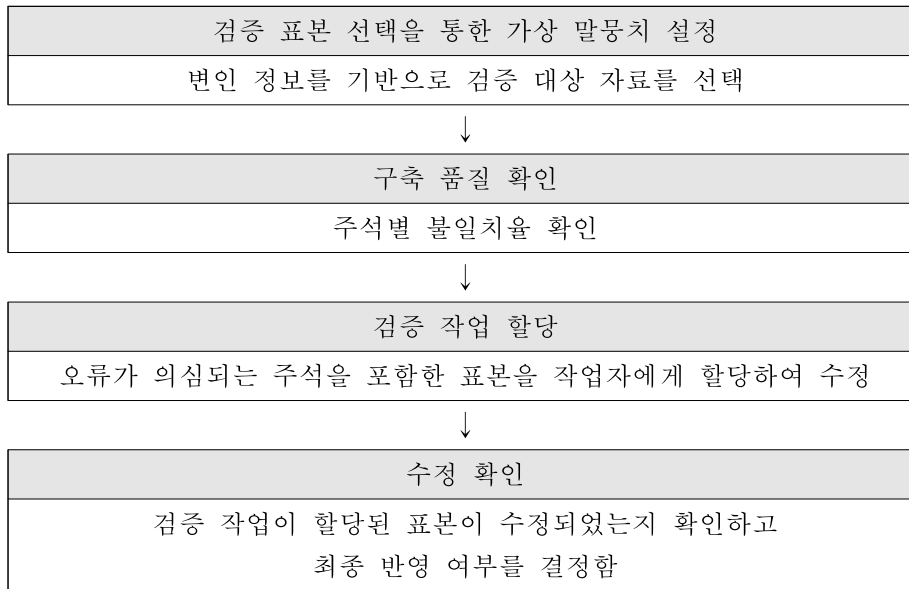 검증 표본 선택을 통한 가상 말뭉치 설정
변인 정보를 기반으로 검증 대상 자료를 선택
↓
구축 품질 확인
주석별 불일치율 확인
↓
검증 작업 할당
오류가 의심되는 주석을 포함한 표본을 작업자에게 할당하여 수정
↓
수정 확인
검증 작업이 할당된 표본이 수정되었는지 확인하고
최종 반영 여부를 결정함